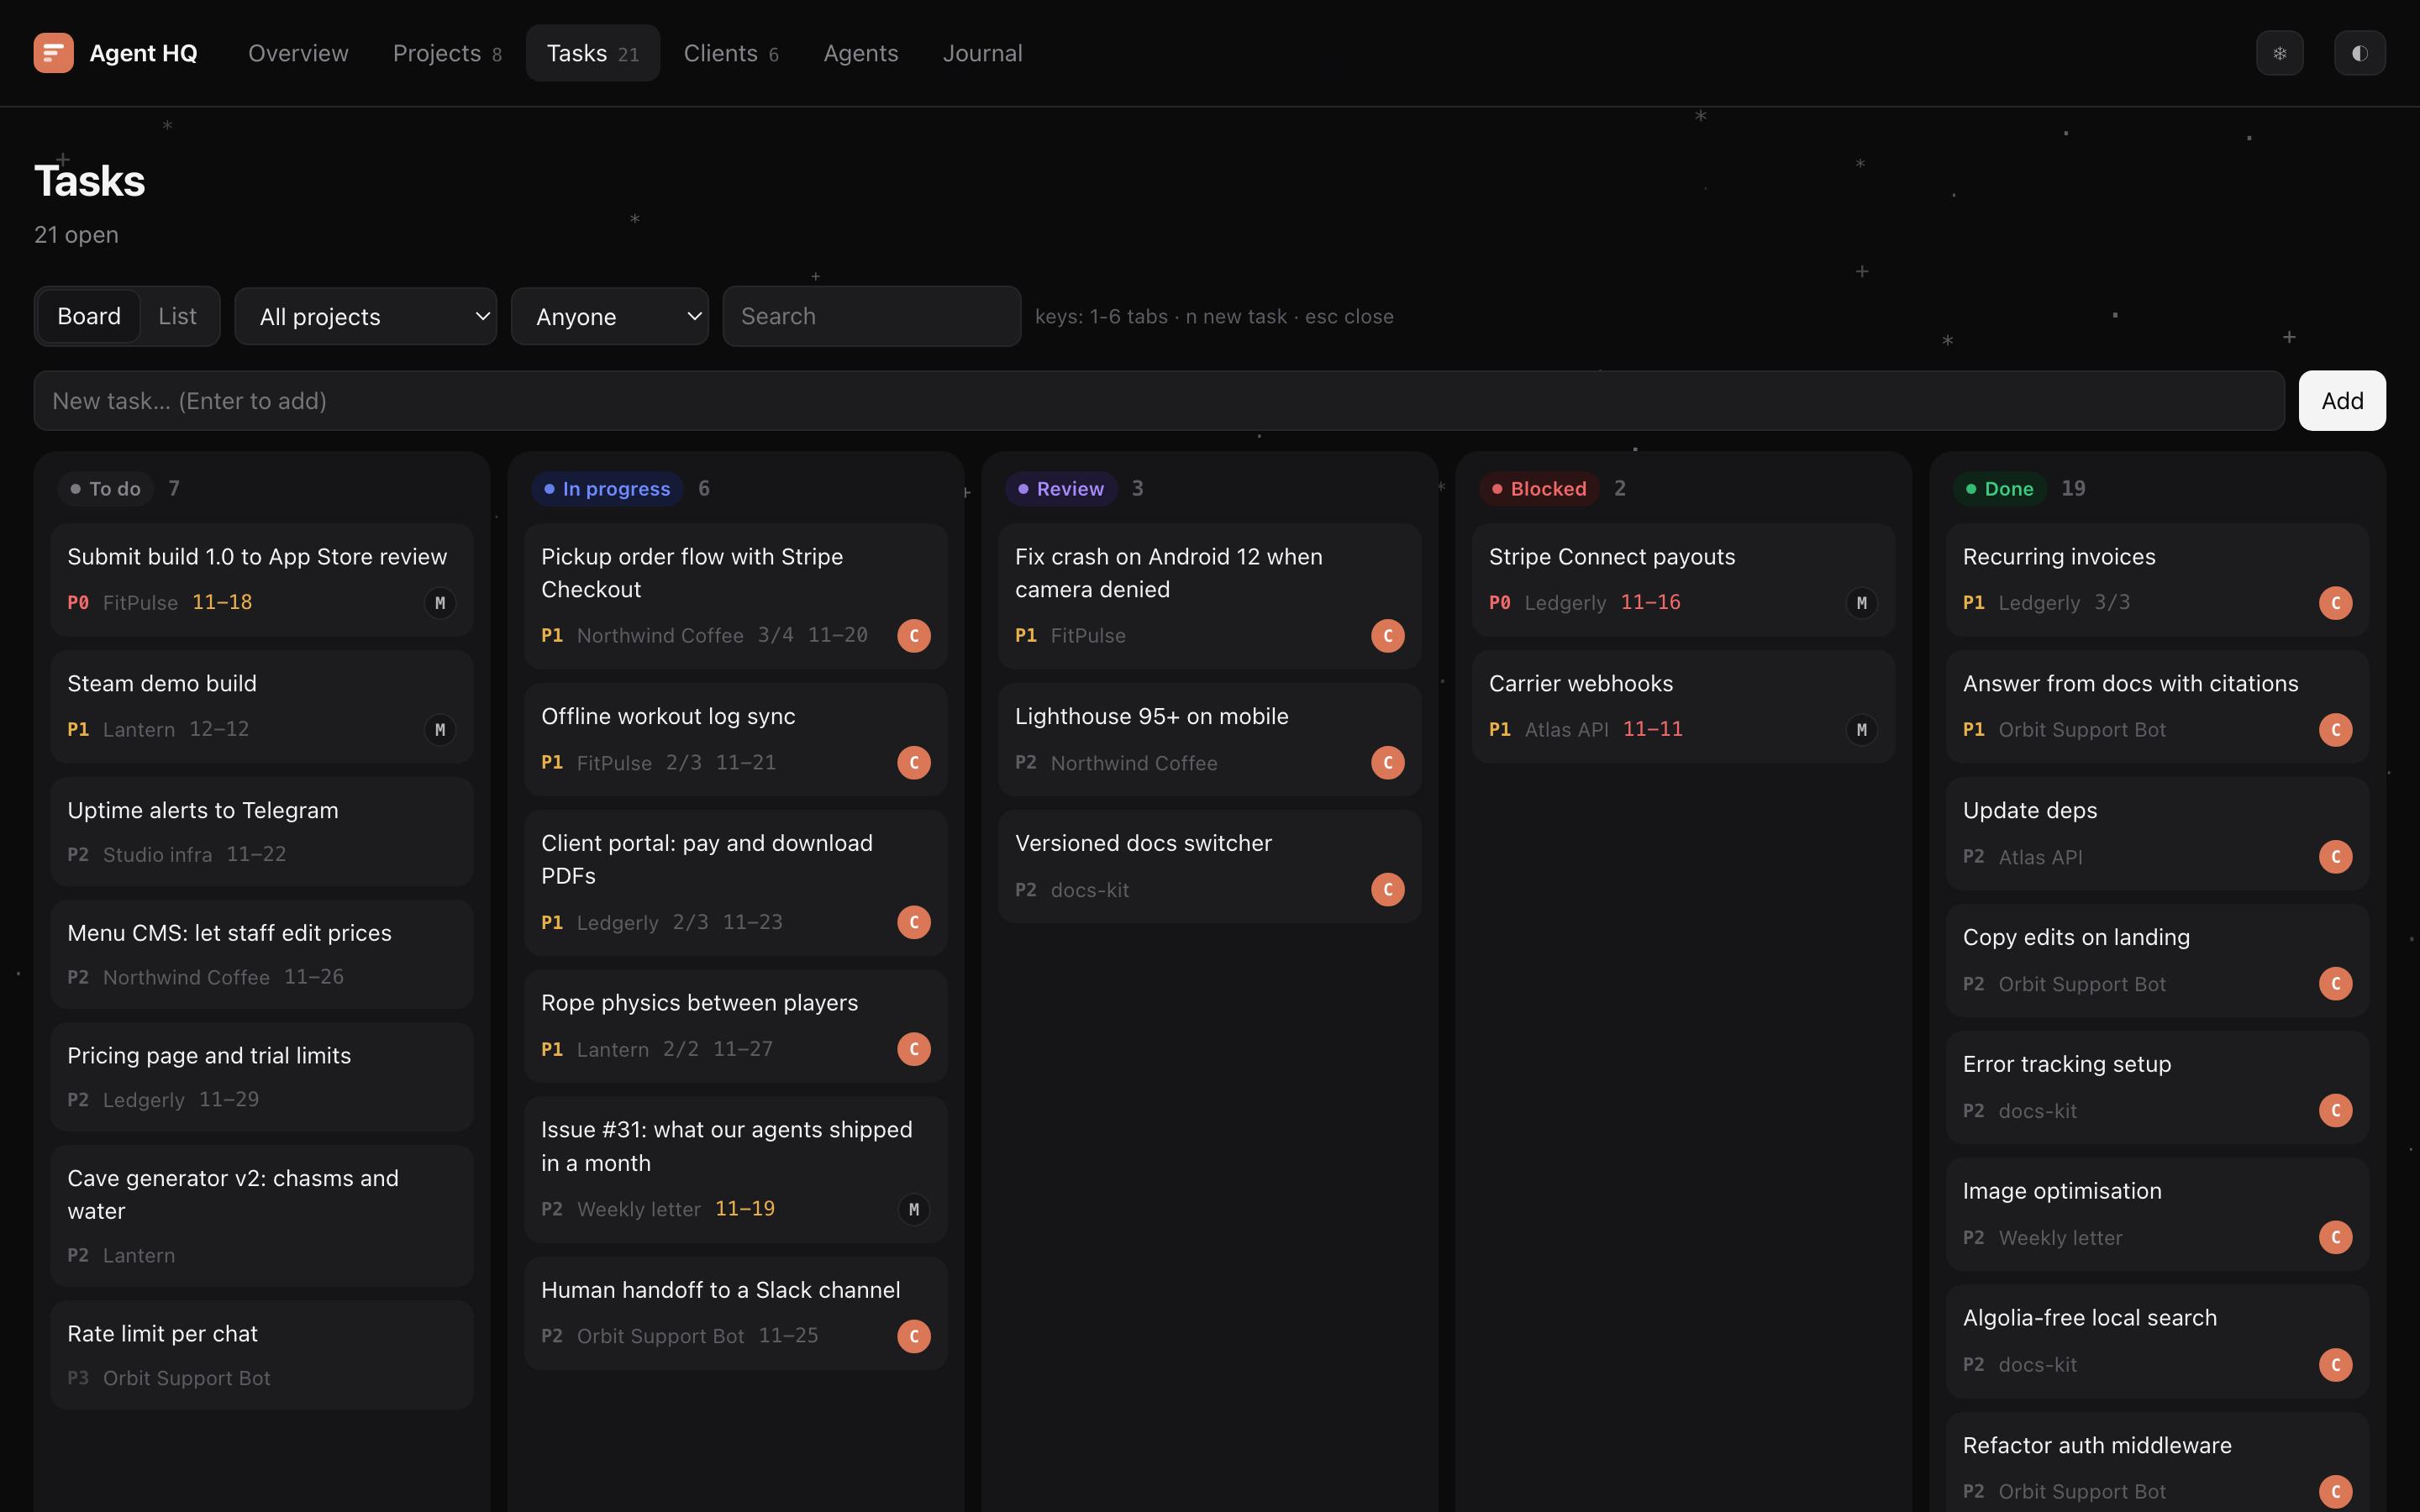 Agent HQ
Overview
Projects 8
Tasks 21
Clients 6
Agents
Journal
Tasks
21 open
Board
List
All projects
Anyone
Search
keys: 1-6 tabs · n new task · esc close
New task... (Enter to add)
Add
To do 7
Submit build 1.0 to App Store review
P0 FitPulse 11-18 M
Steam demo build
P1 Lantern 12-12 M
Uptime alerts to Telegram
P2 Studio infra 11-22
Menu CMS: let staff edit prices
P2 Northwind Coffee 11-26
Pricing page and trial limits
P2 Ledgerly 11-29
Cave generator v2: chasms and
water
P2 Lantern
Rate limit per chat
P3 Orbit Support Bot
In progress 6
Pickup order flow with Stripe
Checkout
P1 Northwind Coffee 3/4 11-20 C
Offline workout log sync
P1 FitPulse 2/3 11-21 C
Client portal: pay and download
PDFs
P1 Ledgerly 2/3 11-23 C
Rope physics between players
P1 Lantern 2/2 11-27 C
Issue #31: what our agents shipped
in a month
P2 Weekly letter 11-19 M
Human handoff to a Slack channel
P2 Orbit Support Bot 11-25 C
Review 3
Fix crash on Android 12 when
camera denied
P1 FitPulse C
Lighthouse 95+ on mobile
P2 Northwind Coffee C
Versioned docs switcher
P2 docs-kit C
Blocked 2
Stripe Connect payouts
P0 Ledgerly 11-16 M
Carrier webhooks
P1 Atlas API 11-11 M
Done 19
Recurring invoices
P1 Ledgerly 3/3 C
Answer from docs with citations
P1 Orbit Support Bot C
Update deps
P2 Atlas API C
Copy edits on landing
P2 Orbit Support Bot C
Error tracking setup
P2 docs-kit C
Image optimisation
P2 Weekly letter C
Algolia-free local search
P2 docs-kit C
Refactor auth middleware
P2 Orbit Support Bot C